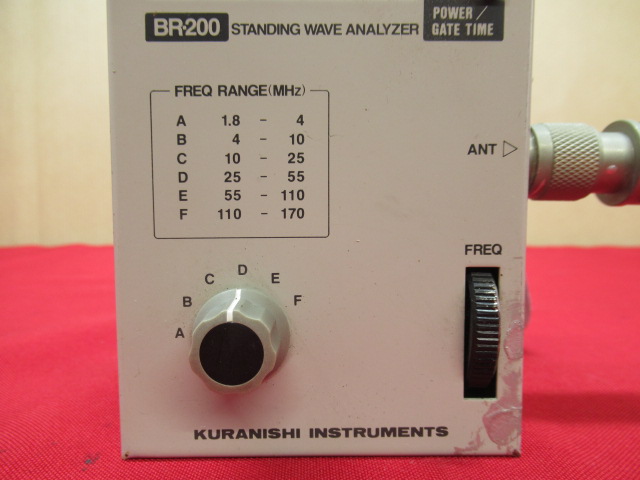 BR-200 STANDING WAVE ANALYZER
POWER/
GATE TIME
FREQ RANGE(MHz)
A 1.8 - 4
B 4 - 10
C 10 - 25
D 25 - 55
E 55 - 110
F 110 - 170
ANT ▷
FREQ
A B C D E F
KURANISHI INSTRUMENTS